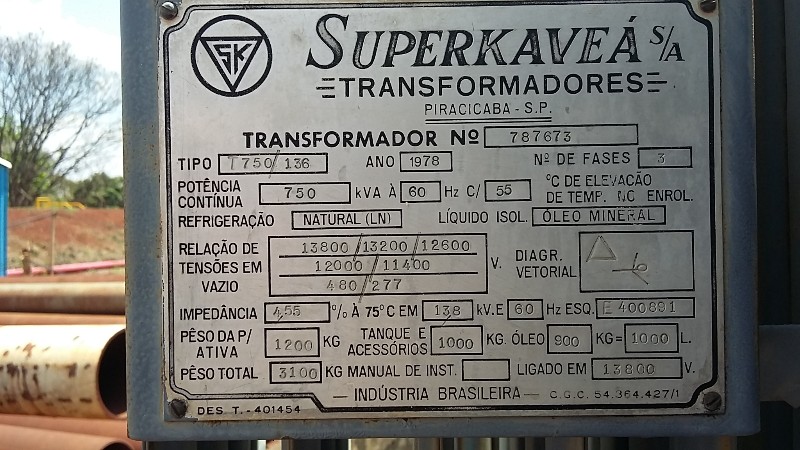 SK
SUPERKAVEÁ S/A
TRANSFORMADORES
PIRACICABA - S.P.
TRANSFORMADOR Nº 787673
TIPO T750/136 ANO 1978 Nº DE FASES 3
POTÊNCIA CONTÍNUA 750 kVA À 60 Hz C/ 55 °C DE ELEVAÇÃO DE TEMP. NO ENROL.
REFRIGERAÇÃO NATURAL (LN) LÍQUIDO ISOL. ÓLEO MINERAL
RELAÇÃO DE TENSÕES EM VAZIO 13800/13200/12600
12000/11400 V. DIAGR. VETORIAL
480/277
IMPEDÂNCIA 4,55 % À 75°C EM 13,8 kV.E 60 Hz ESQ. E 400891
PÊSO DA P/ ATIVA 1200 KG TANQUE E ACESSÓRIOS 1000 KG. ÓLEO 900 KG= 1000 L.
PÊSO TOTAL 3100 KG MANUAL DE INST. LIGADO EM 13800 V.
INDÚSTRIA BRASILEIRA - C.G.C. 54.364.427/1
DES. T. - 401454